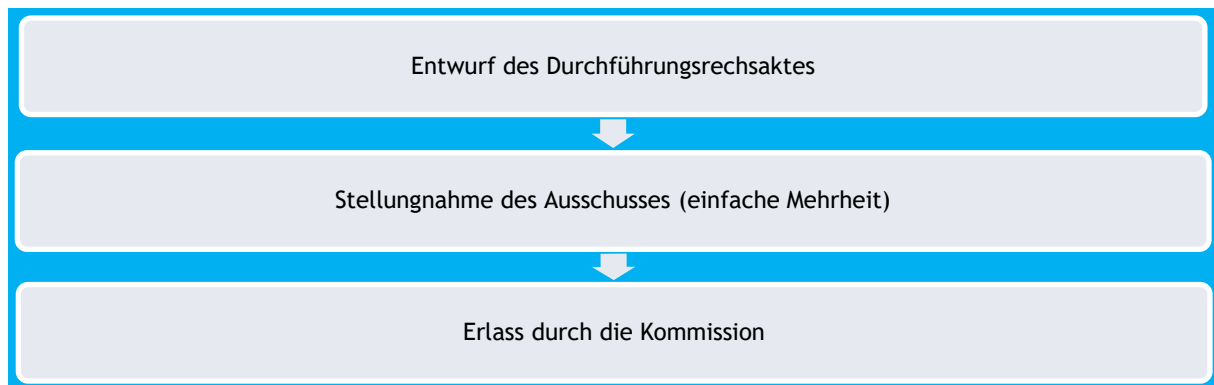 Entwurf des Durchführungsrechsaktes
Stellungnahme des Ausschusses (einfache Mehrheit)
Erlass durch die Kommission